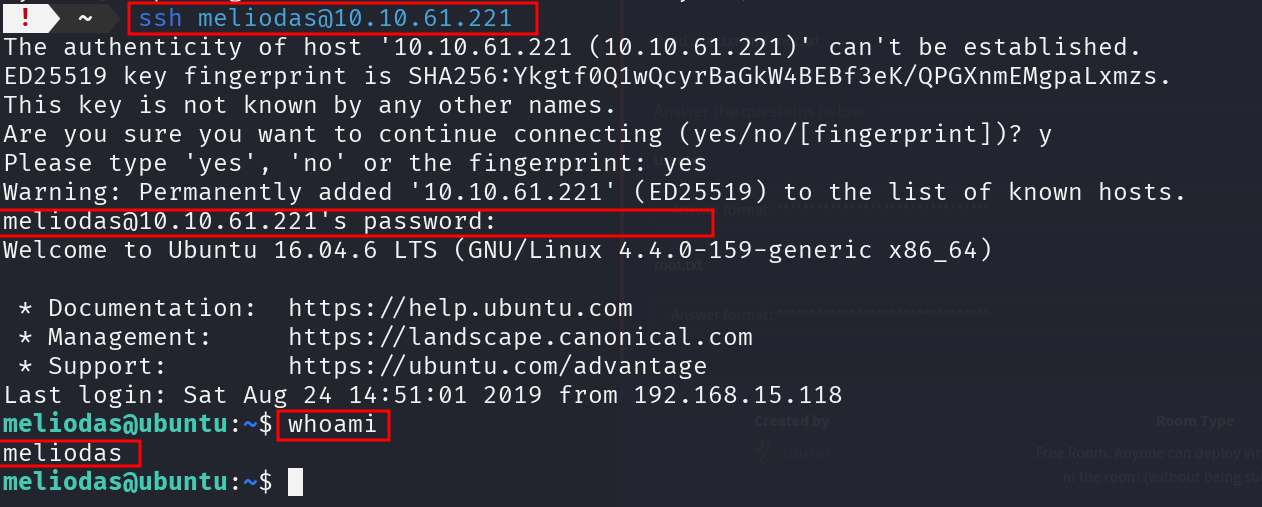 ! ~ ssh meliodas@10.10.61.221
The authenticity of host '10.10.61.221 (10.10.61.221)' can't be established.
ED25519 key fingerprint is SHA256:Ykgtf0Q1wQcyrBaGkW4BEBf3eK/QPGXnmEMgpaLxmzs.
This key is not known by any other names.
Answer the questions below
Are you sure you want to continue connecting (yes/no/[fingerprint])? y
Please type 'yes', 'no' or the fingerprint: yes
Warning: Permanently added '10.10.61.221' (ED25519) to the list of known hosts.
meliodas@10.10.61.221's password:
format: ********************************
Welcome to Ubuntu 16.04.6 LTS (GNU/Linux 4.4.0-159-generic x86_64)
root.txt
* Documentation: https://help.ubuntu.com
Answer format: ********************************
* Management: https://landscape.canonical.com
* Support: https://ubuntu.com/advantage
Last login: Sat Aug 24 14:51:01 2019 from 192.168.15.118
meliodas@ubuntu:~$ whoami
Created by Room Type
meliodas
Free Room. Anyone can deploy
meliodas@ubuntu:~$
in the room (without being